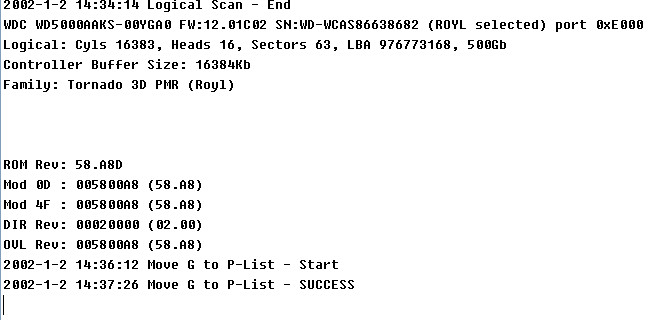 2002-1-2 14:34:14 Logical Scan - End
WDC WD5000AAKS-00YGA0 FW:12.01C02 SN:WD-WCAS86638682 (ROYL selected) port 0xE000
Logical: Cyls 16383, Heads 16, Sectors 63, LBA 976773168, 500Gb
Controller Buffer Size: 16384Kb
Family: Tornado 3D PMR (Royl)
ROM Rev: 58.A8D
Mod 0D : 005800A8 (58.A8)
Mod 4F : 005800A8 (58.A8)
DIR Rev: 00020000 (02.00)
OVL Rev: 005800A8 (58.A8)
2002-1-2 14:36:12 Move G to P-List - Start
2002-1-2 14:37:26 Move G to P-List - SUCCESS